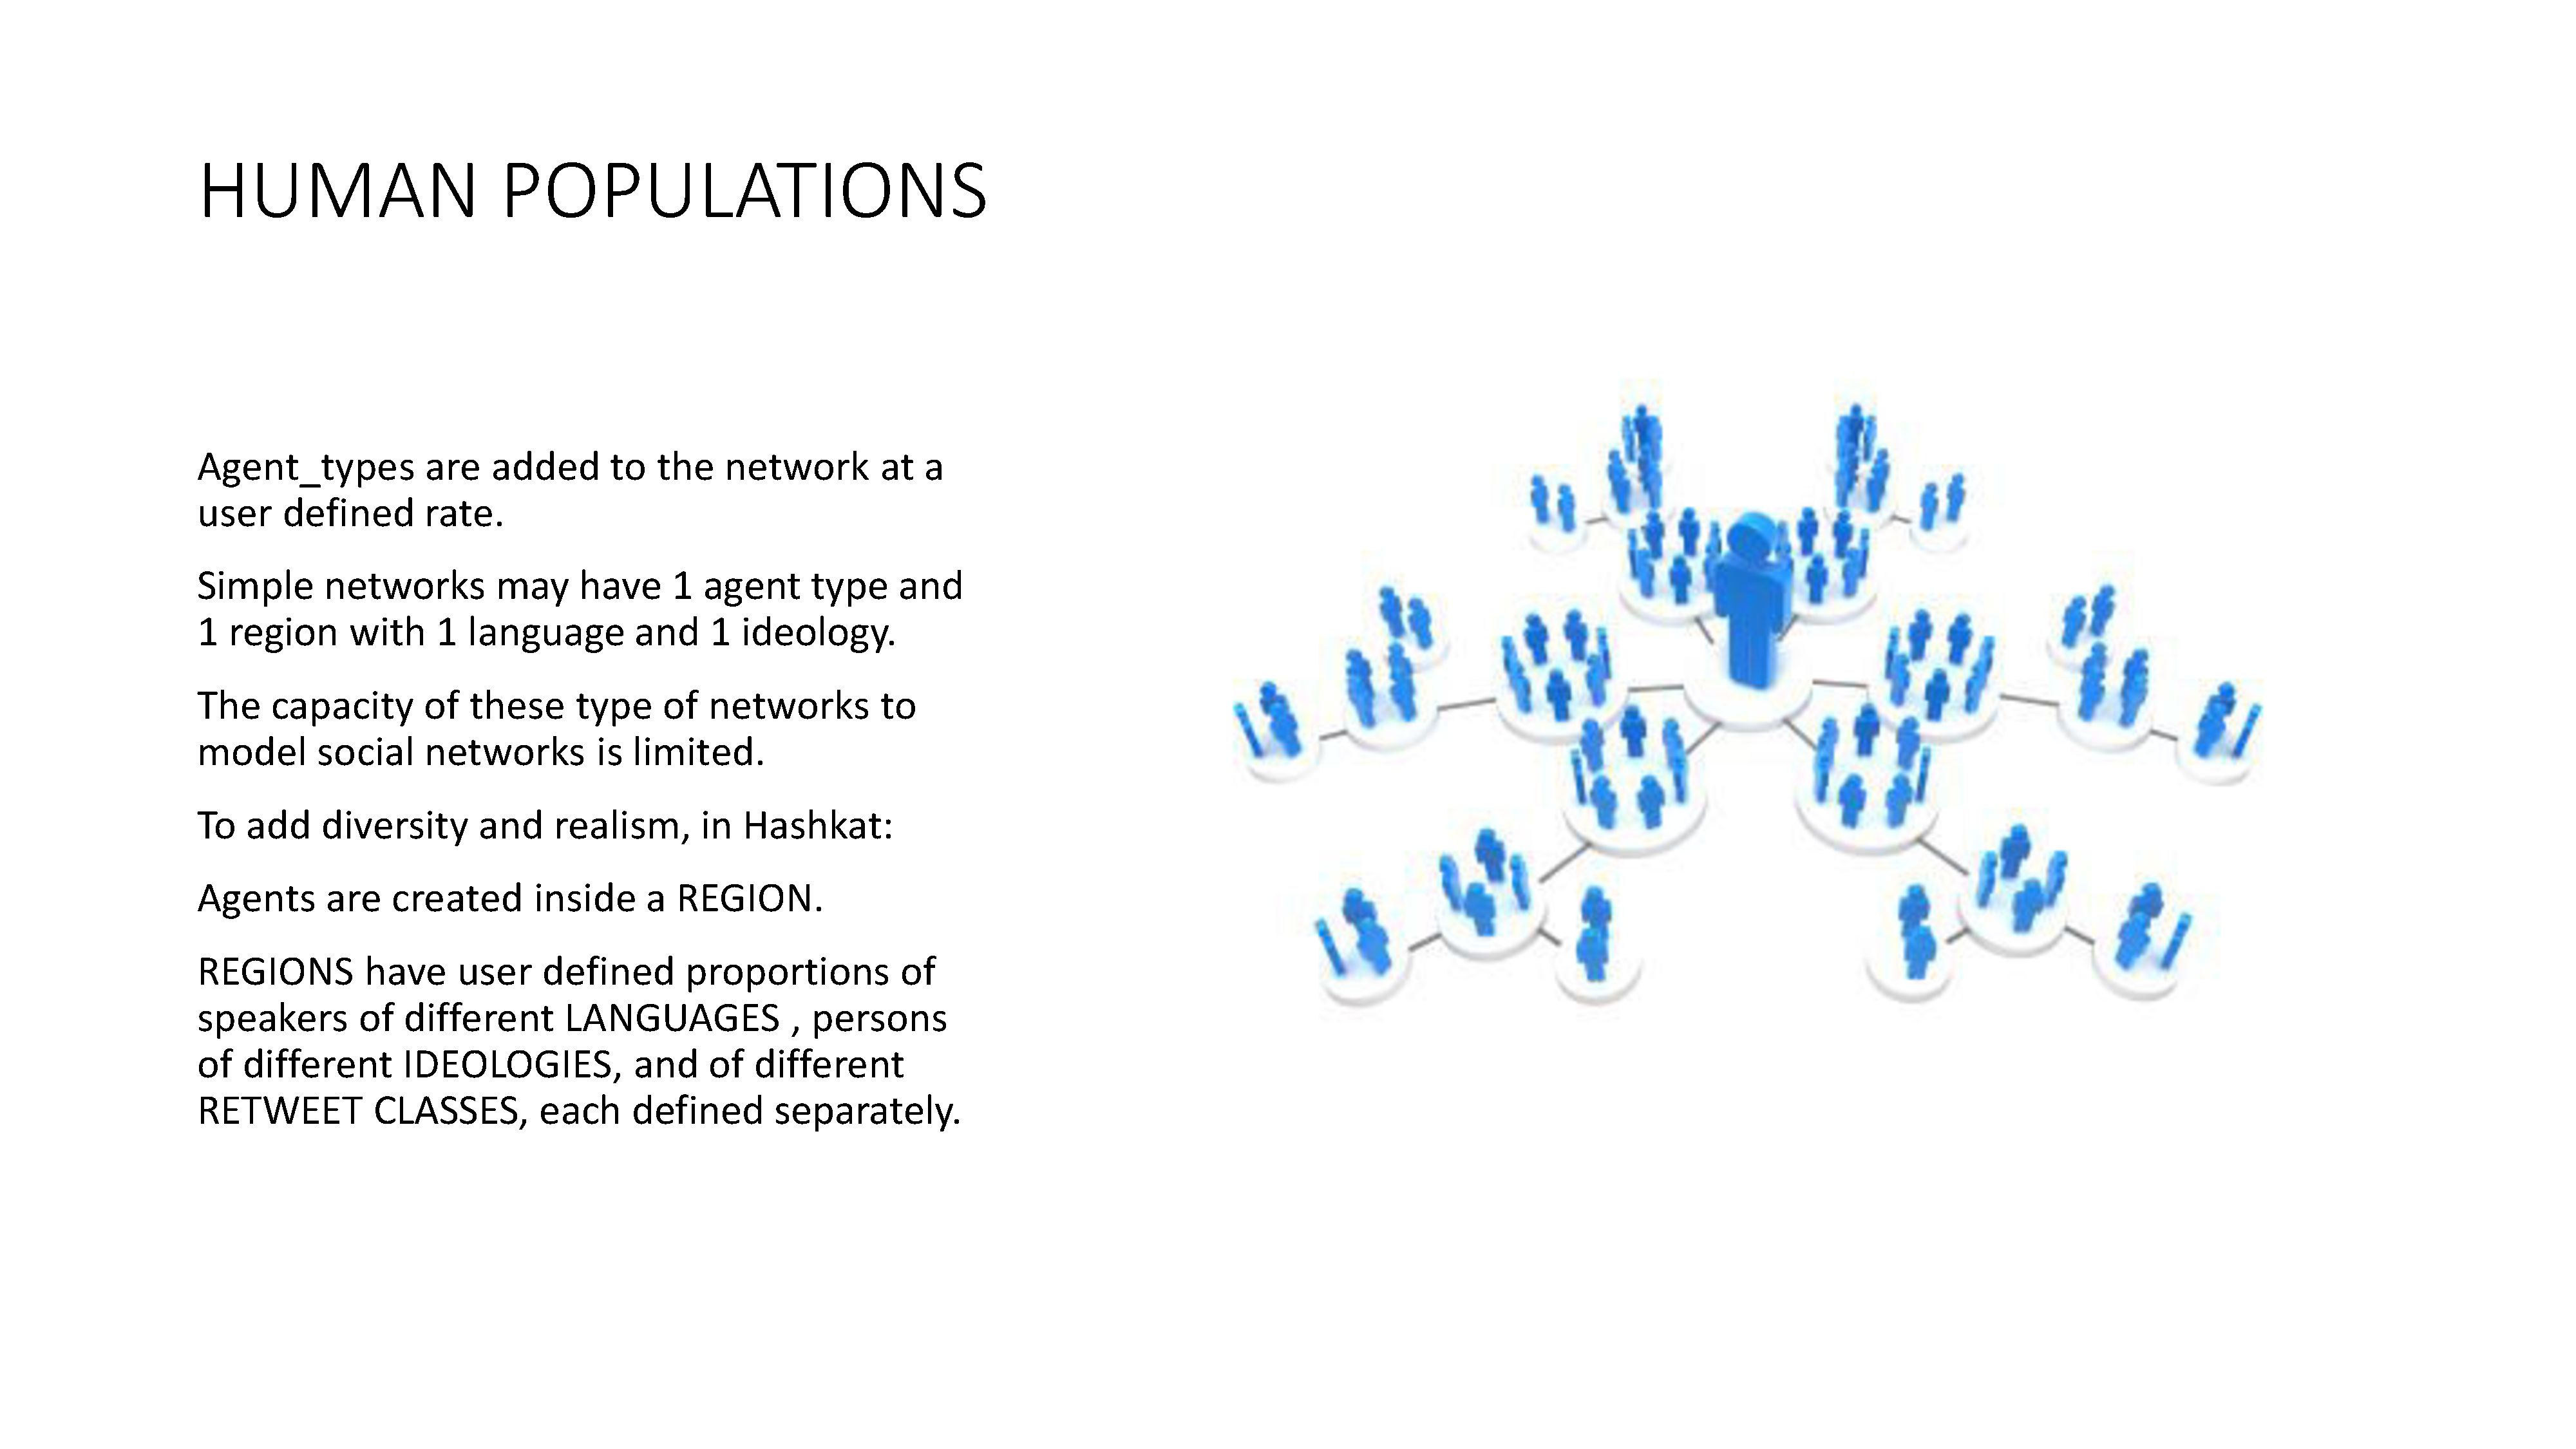 HUMAN POPULATIONS
Agent_types are added to the network at a
user defined rate.
Simple networks may have 1 agent type and
1 region with 1 language and 1 ideology.
The capacity of these type of networks to
model social networks is limited.
To add diversity and realism, in Hashkat:
Agents are created inside a REGION.
REGIONS have user defined proportions of
speakers of different LANGUAGES , persons
of different IDEOLOGIES, and of different
RETWEET CLASSES, each defined separately.